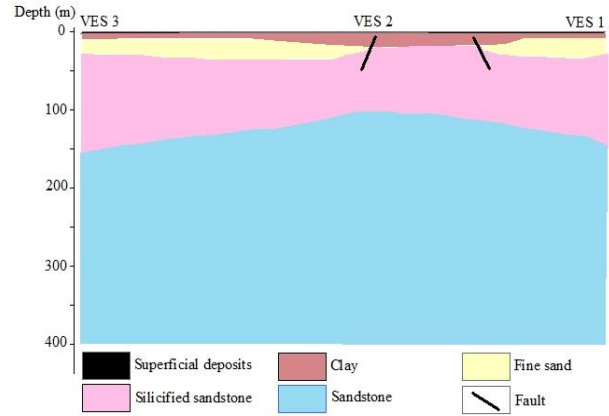 Depth (m)
VES 3
VES 2
VES 1
0
100
200
300
400
Superficial deposits
Clay
Fine sand
Silicified sandstone
Sandstone
Fault